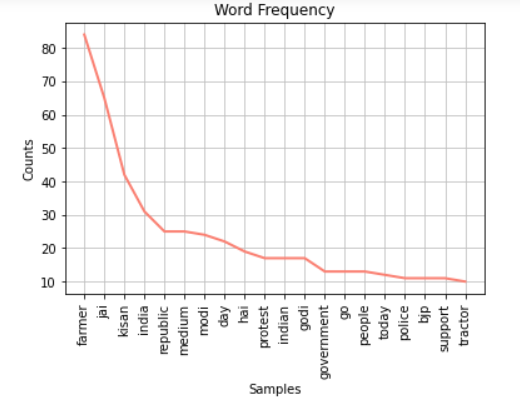 Word Frequency
Counts
80
70
60
50
40
30
20
10
farmer
jai
kisan
india
republic
medium
modi
day
hai
protest
indian
godi
government
go
people
today
police
bjp
support
tractor
Samples